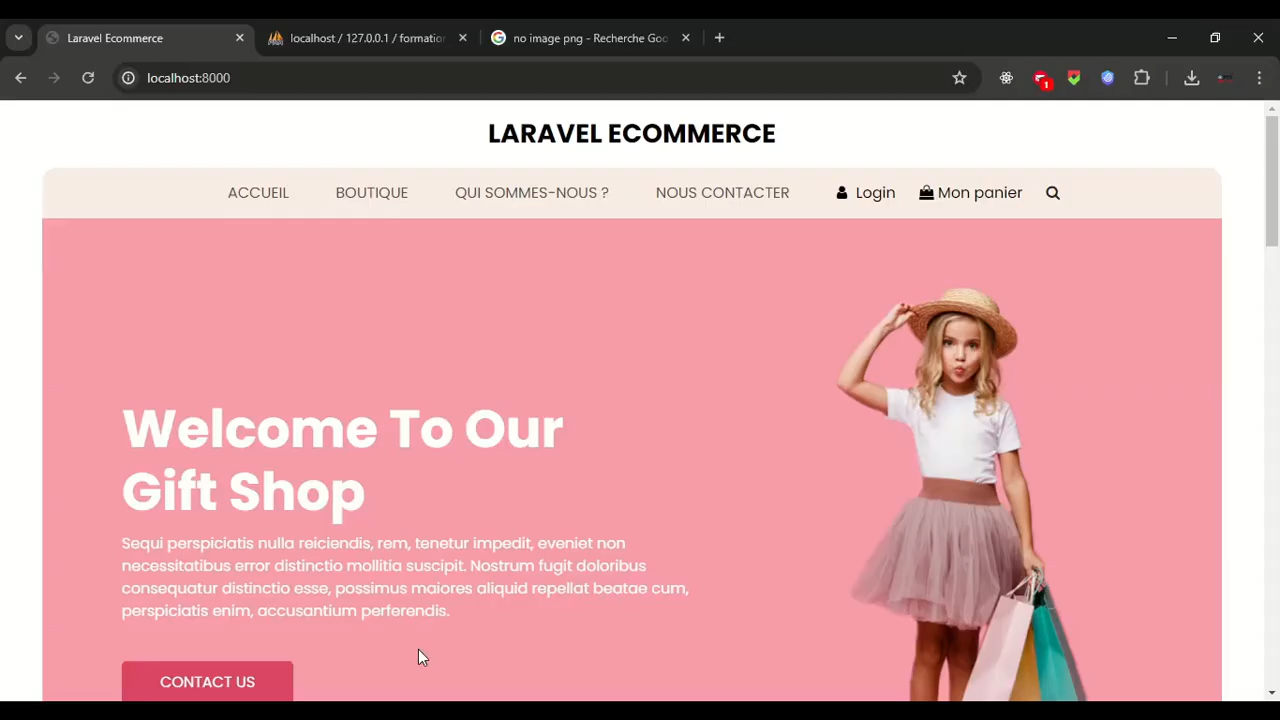 Laravel Ecommerce
localhost / 127.0.0.1 / formation
no image png - Recherche Goo
localhost:8000
1
LARAVEL ECOMMERCE
ACCUEIL BOUTIQUE QUI SOMMES-NOUS ? NOUS CONTACTER Login Mon panier
Welcome To Our
Gift Shop
Sequi perspiciatis nulla reiciendis, rem, tenetur impedit, eveniet non
necessitatibus error distinctio mollitia suscipit. Nostrum fugit doloribus
consequatur distinctio esse, possimus maiores aliquid repellat beatae cum,
perspiciatis enim, accusantium perferendis.
CONTACT US